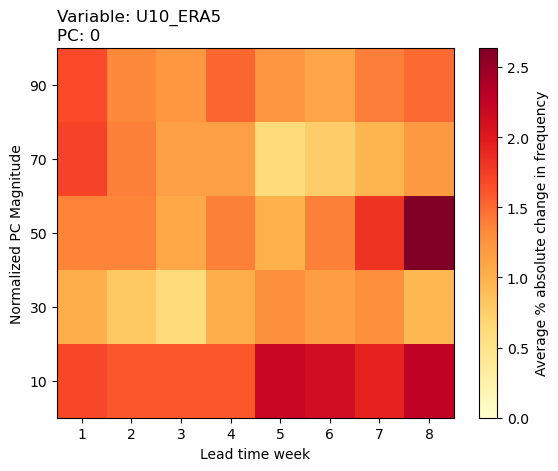 Variable: U10_ERA5
PC: 0
Normalized PC Magnitude
90
70
50
30
10
1 2 3 4 5 6 7 8
Lead time week
2.5
2.0
1.5
1.0
0.5
0.0
Average % absolute change in frequency